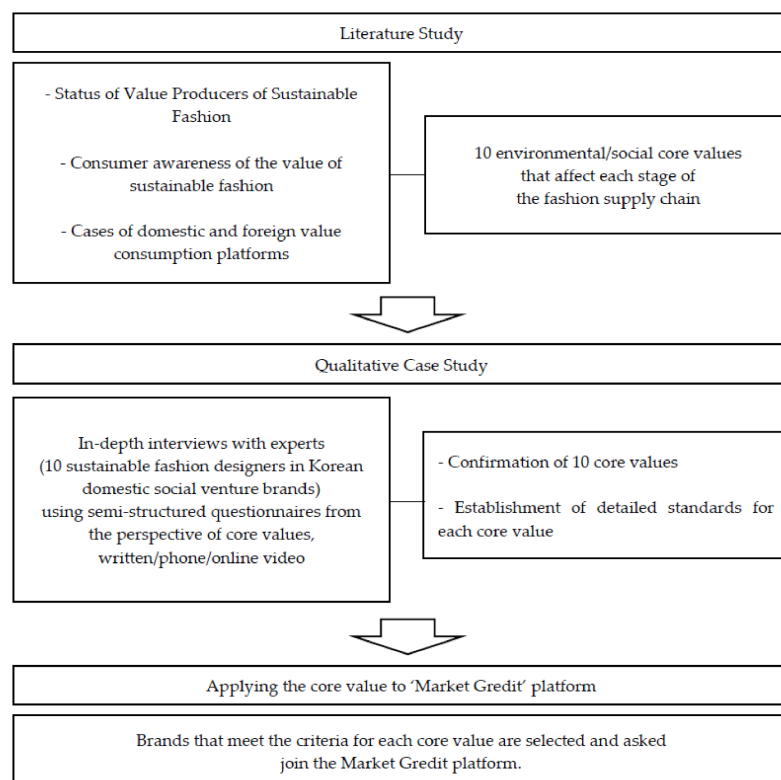 Literature Study
- Status of Value Producers of Sustainable
Fashion
- Consumer awareness of the value of
sustainable fashion
- Cases of domestic and foreign value
consumption platforms
10 environmental/social core values
that affect each stage of
the fashion supply chain
Qualitative Case Study
In-depth interviews with experts
(10 sustainable fashion designers in Korean
domestic social venture brands)
using semi-structured questionnaires from
the perspective of core values,
written/phone/online video
- Confirmation of 10 core values
- Establishment of detailed standards for
each core value
Applying the core value to ‘Market Gredit’ platform
Brands that meet the criteria for each core value are selected and asked
join the Market Gredit platform.